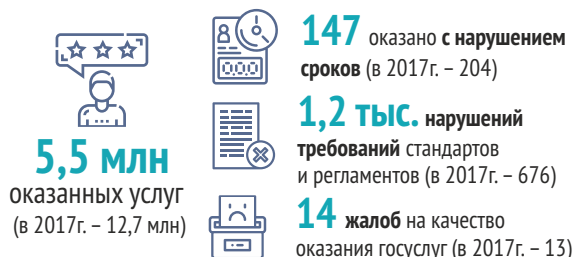 5,5 млн
оказанных услуг
(в 2017г. – 12,7 млн)
147 оказано с нарушением
сроков (в 2017г. – 204)
1,2 тыс. нарушений
требований стандартов
и регламентов (в 2017г. – 676)
14 жалоб на качество
оказания госуслуг (в 2017г. – 13)